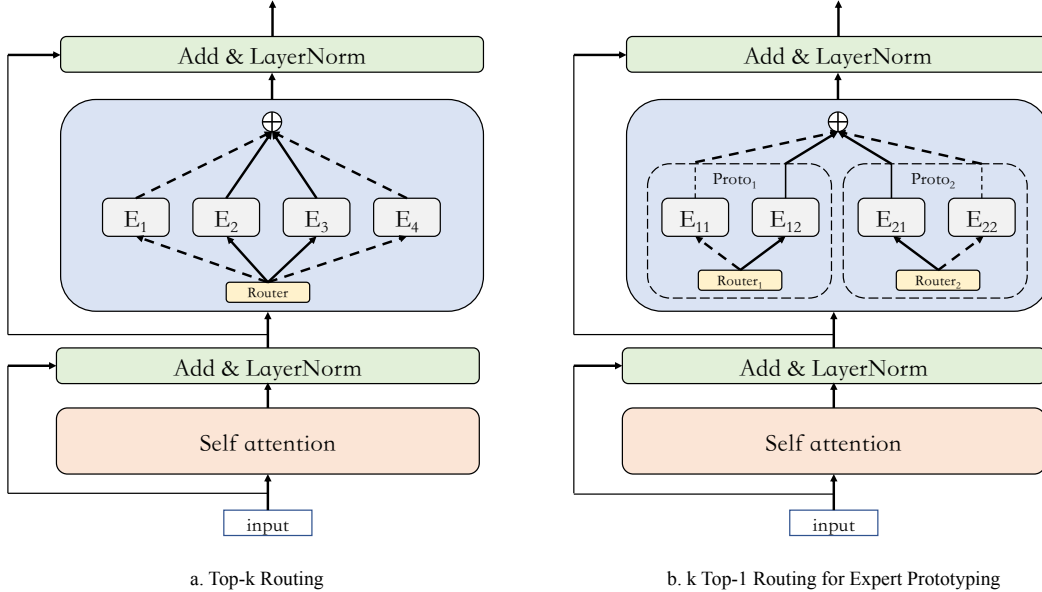 Add & LayerNorm
E₁ E₂ E₃ E₄
Router
Add & LayerNorm
Self attention
input
a. Top-k Routing
Add & LayerNorm
Proto₁ Proto₂
E₁₁ E₁₂ E₂₁ E₂₂
Router₁ Router₂
Add & LayerNorm
Self attention
input
b. k Top-1 Routing for Expert Prototyping